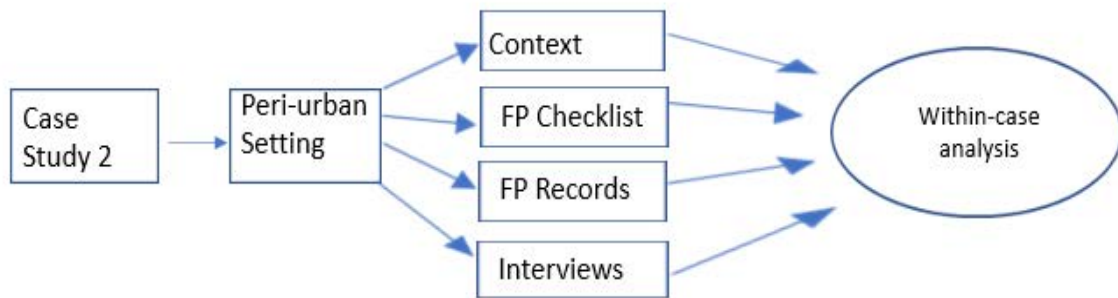 Case
Study 2
Peri-urban
Setting
Context
FP Checklist
FP Records
Interviews
Within-case
analysis